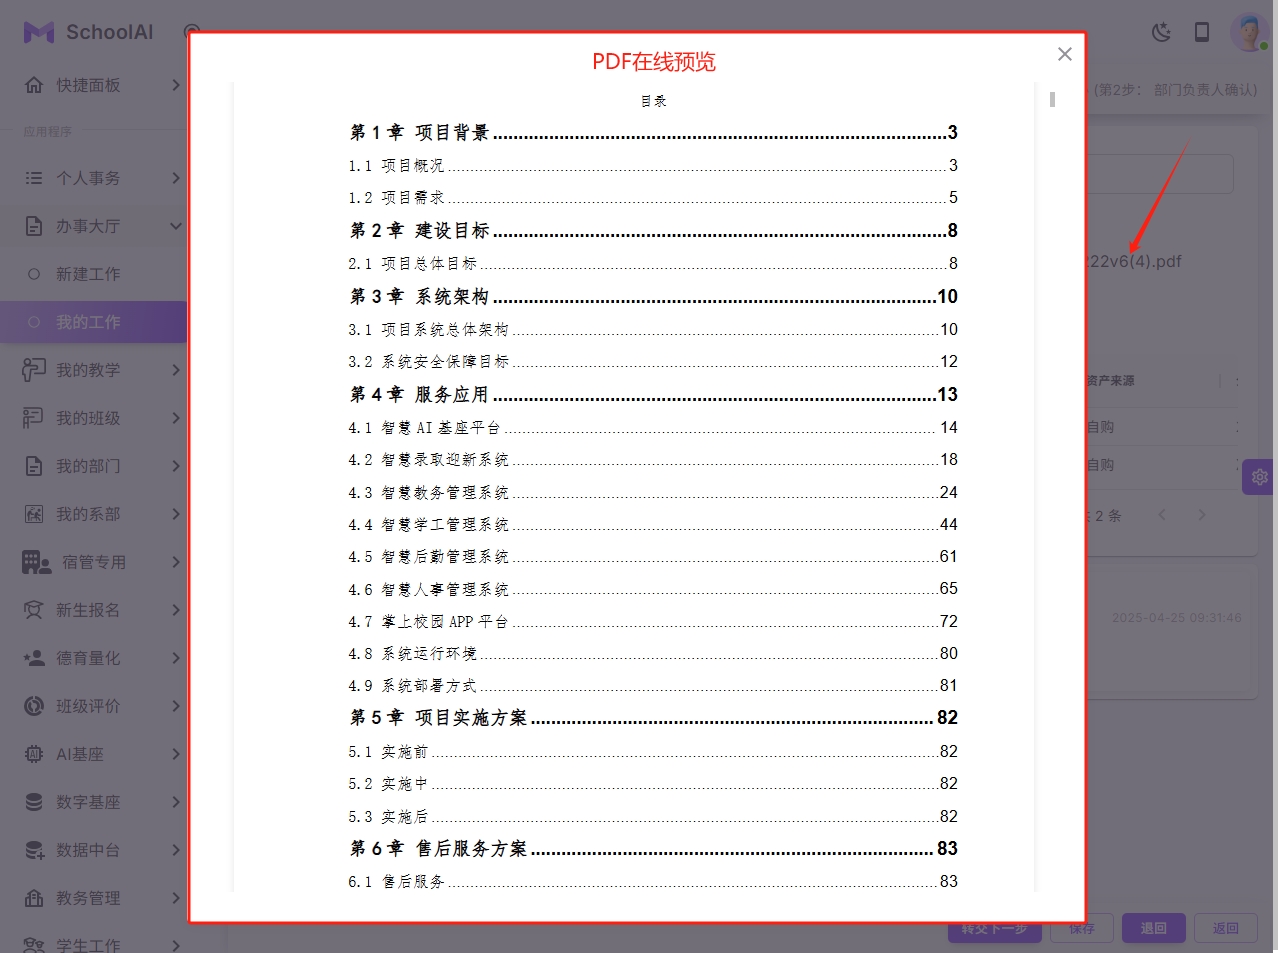 SchoolAI
快捷面板
应用程序
个人事务
办事大厅
新建工作
我的工作
我的教学
我的班级
我的部门
我的系部
宿管专用
新生报名
德育量化
班级评价
AI基座
数字基座
数据中台
教务管理
学生工作
PDF在线预览
目录
第 1 章 项目背景 3
1.1 项目概况 3
1.2 项目需求 5
第 2 章 建设目标 8
2.1 项目总体目标 8
第 3 章 系统架构 10
3.1 项目系统总体架构 10
3.2 系统安全保障目标 12
第 4 章 服务应用 13
4.1 智慧 AI 基座平台 14
4.2 智慧录取迎新系统 18
4.3 智慧教务管理系统 24
4.4 智慧学工管理系统 44
4.5 智慧后勤管理系统 61
4.6 智慧人事管理系统 65
4.7 掌上校园 APP 平台 72
4.8 系统运行环境 80
4.9 系统部署方式 81
第 5 章 项目实施方案 82
5.1 实施前 82
5.2 实施中 82
5.3 实施后 82
第 6 章 售后服务方案 83
6.1 售后服务 83
(第2步： 部门负责人确认)
222v6(4).pdf
资产来源
自购
自购
2 条
2025-04-25 09:31:46
转交下一步
保存
退回
返回